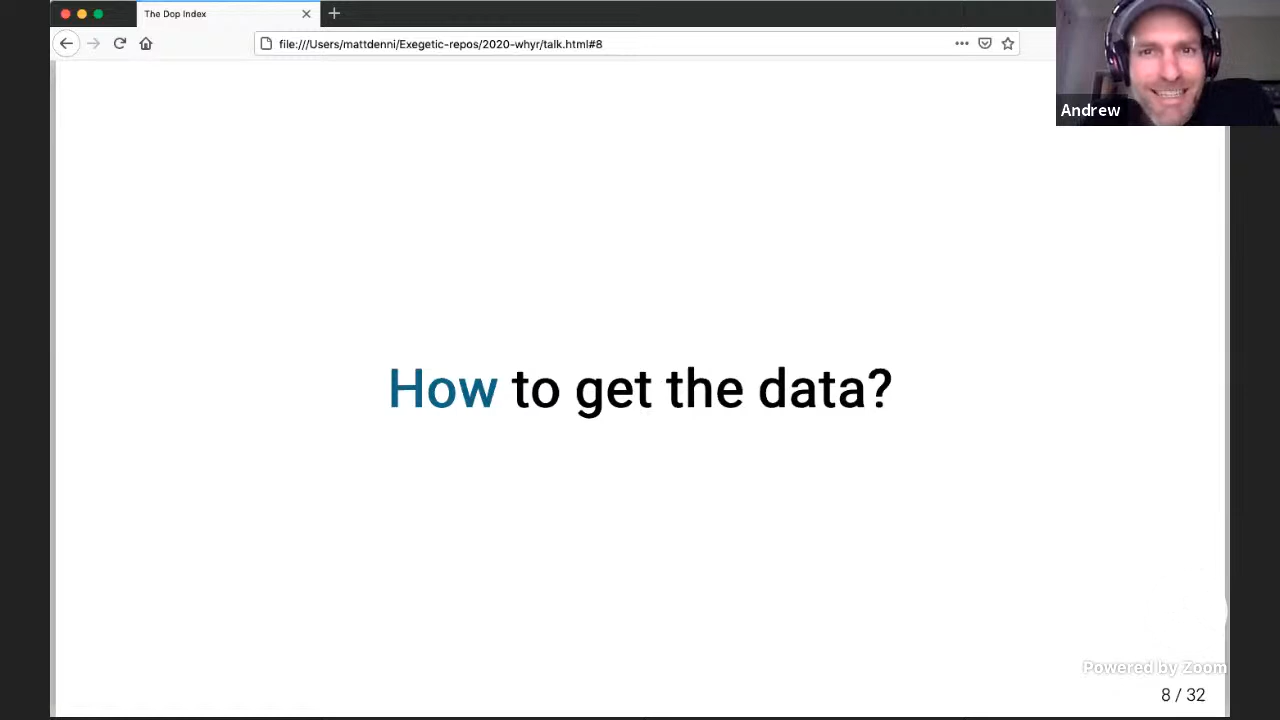 The Dop Index
file:///Users/mattdenni/Exegetic-repos/2020-whyr/talk.html#8
Andrew
How to get the data?
Powered by Zoom
8 / 32